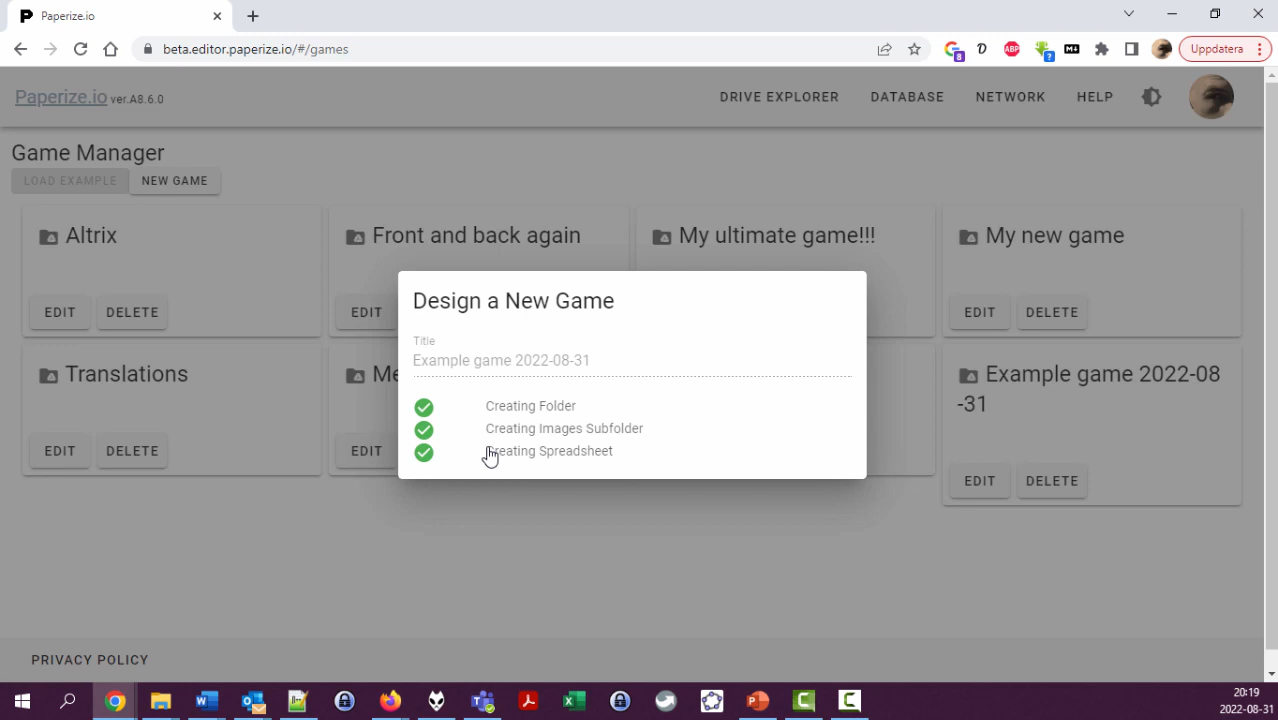 Paperize.io
beta.editor.paperize.io/#/games
Uppdatera
Paperize.io ver.A8.6.0
DRIVE EXPLORER
DATABASE
NETWORK
HELP
Game Manager
LOAD EXAMPLE
NEW GAME
Altrix
Front and back again
My ultimate game!!!
My new game
EDIT
DELETE
EDIT
EDIT
DELETE
Design a New Game
Title
Example game 2022-08-31
Creating Folder
Creating Images Subfolder
Creating Spreadsheet
Translations
Me
Example game 2022-08
-31
EDIT
DELETE
EDIT
EDIT
DELETE
PRIVACY POLICY
20:19
2022-08-31